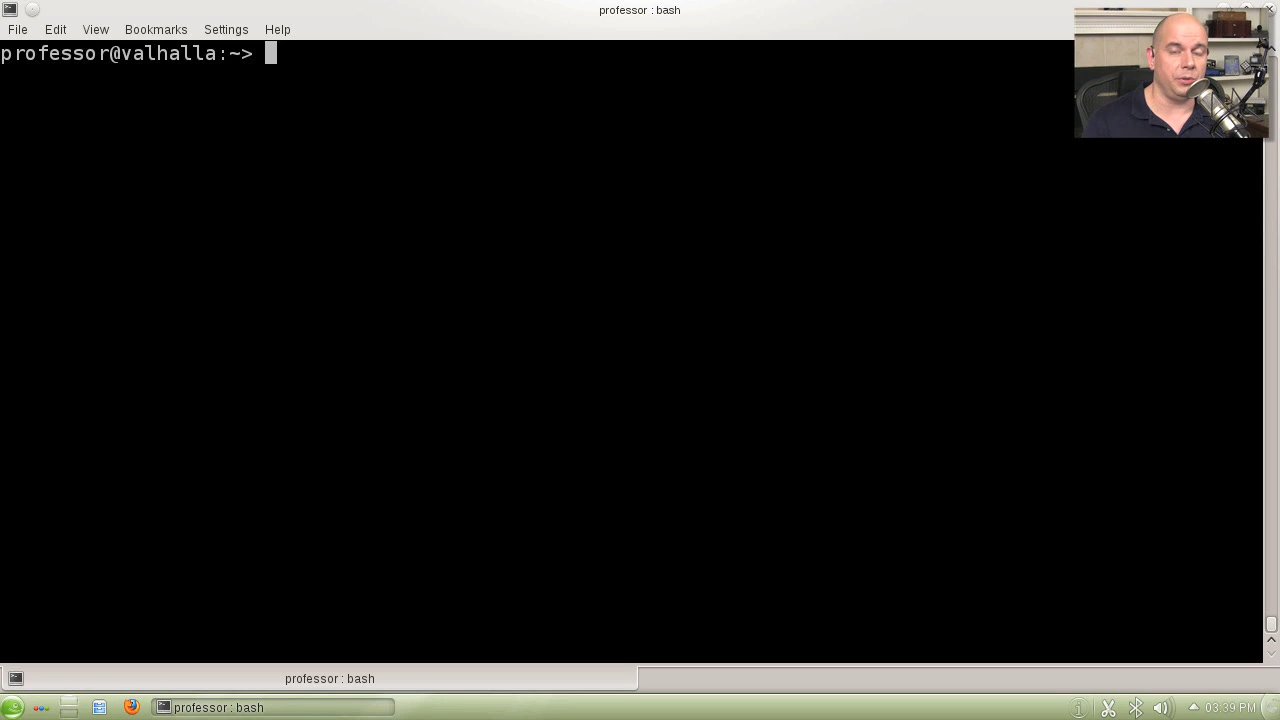 professor : bash
File Edit View Bookmarks Settings Help
professor@valhalla:~>
professor : bash
professor : bash
03:39 PM